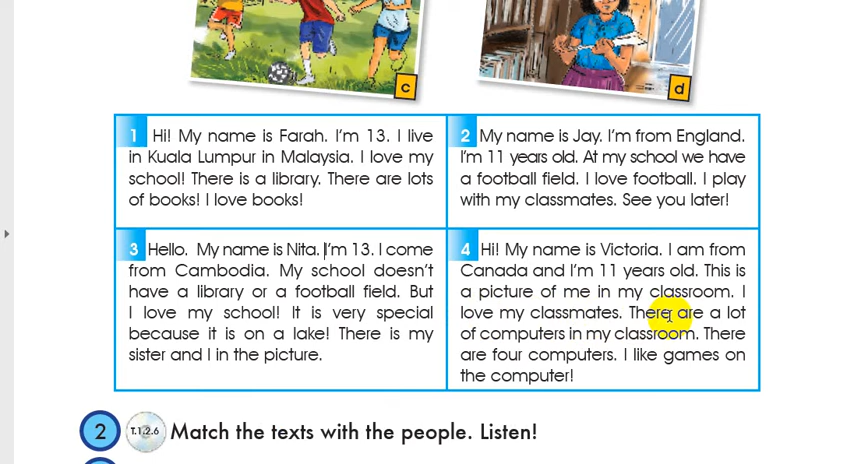 c
d
1 Hi! My name is Farah. I'm 13. I live
in Kuala Lumpur in Malaysia. I love my
school! There is a library. There are lots
of books! I love books!
2 My name is Jay. I'm from England.
I'm 11 years old. At my school we have
a football field. I love football. I play
with my classmates. See you later!
3 Hello. My name is Nita. I'm 13. I come
from Cambodia. My school doesn't
have a library or a football field. But
I love my school! It is very special
because it is on a lake! There is my
sister and I in the picture.
4 Hi! My name is Victoria. I am from
Canada and I'm 11 years old. This is
a picture of me in my classroom. I
love my classmates. There are a lot
of computers in my classroom. There
are four computers. I like games on
the computer!
2 T.1.2.6 Match the texts with the people. Listen!